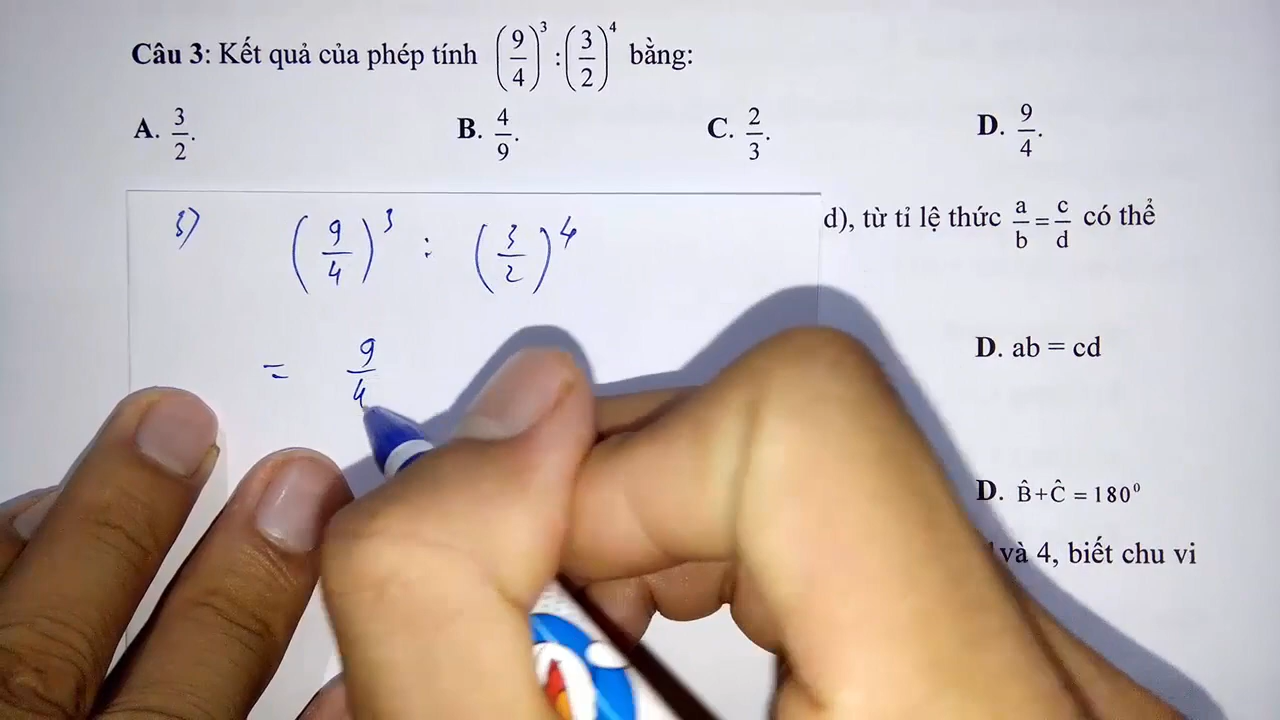 Câu 3: Kết quả của phép tính (9/4)^3 : (3/2)^4 bằng:
A. 3/2. B. 4/9. C. 2/3. D. 9/4.
3) (9/4)^3 : (3/2)^4
d), từ tỉ lệ thức a/b = c/d có thể
= 9/4
D. ab = cd
D. B̂+Ĉ = 180⁰
và 4, biết chu vi